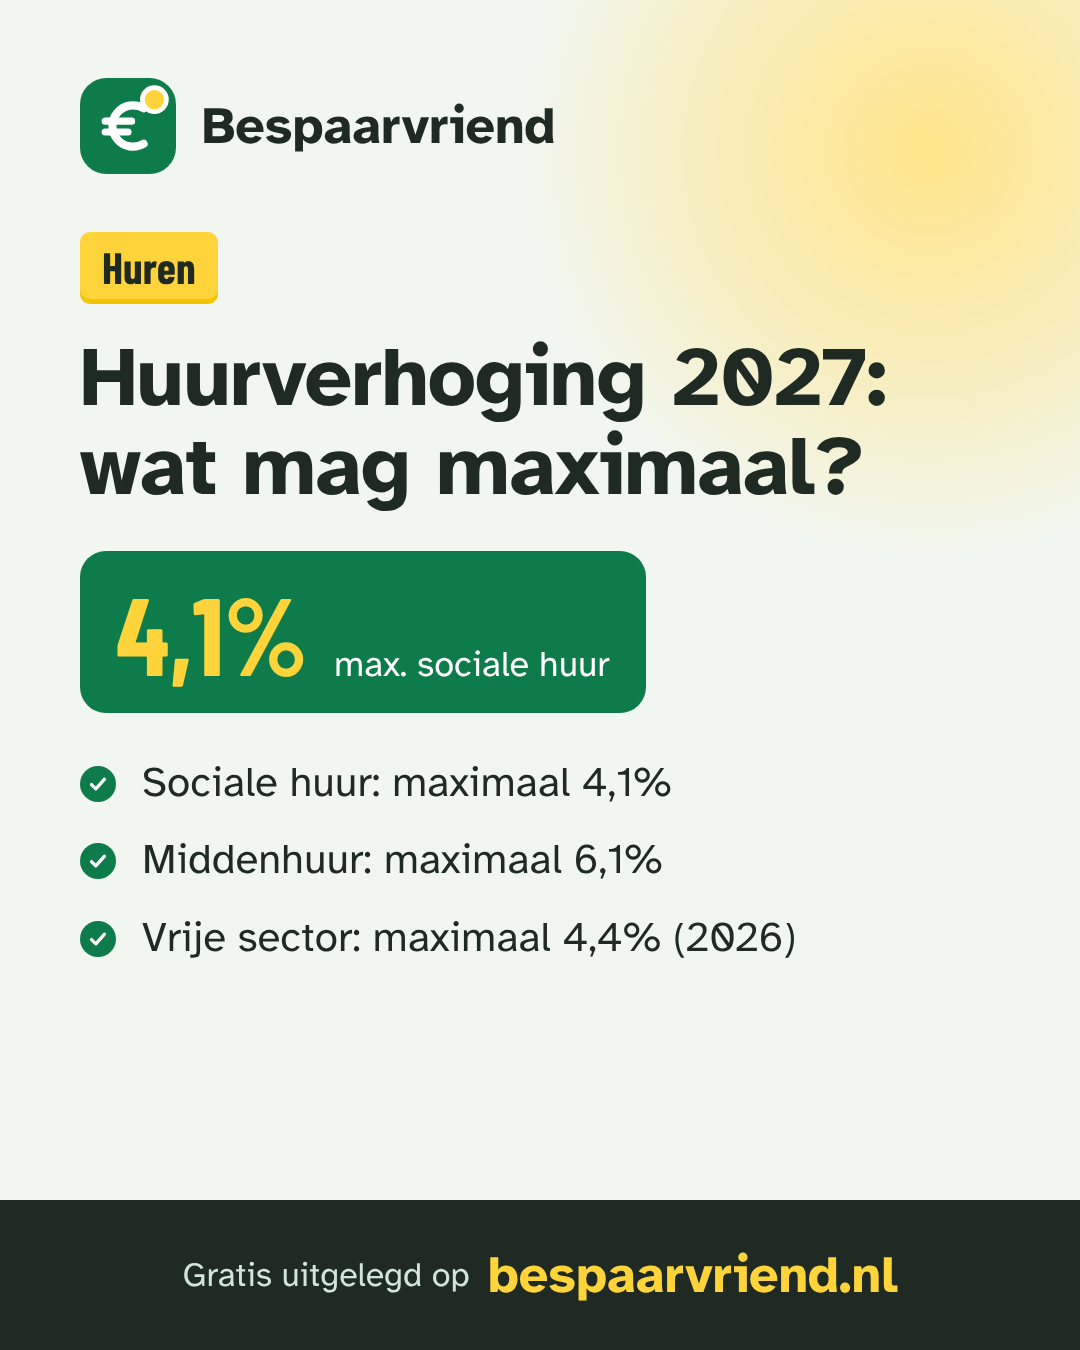 Bespaarvriend
Huren
Huurverhoging 2027:
wat mag maximaal?
4,1% max. sociale huur
Sociale huur: maximaal 4,1%
Middenhuur: maximaal 6,1%
Vrije sector: maximaal 4,4% (2026)
Gratis uitgelegd op bespaarvriend.nl